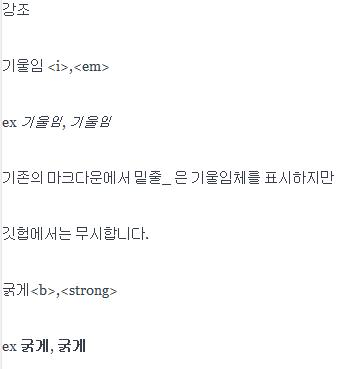 강조
기울임 <i>,<em>
ex 기울임, 기울임
기존의 마크다운에서 밑줄_ 은 기울임체를 표시하지만
깃헙에서는 무시합니다.
굵게<b>,<strong>
ex 굵게, 굵게